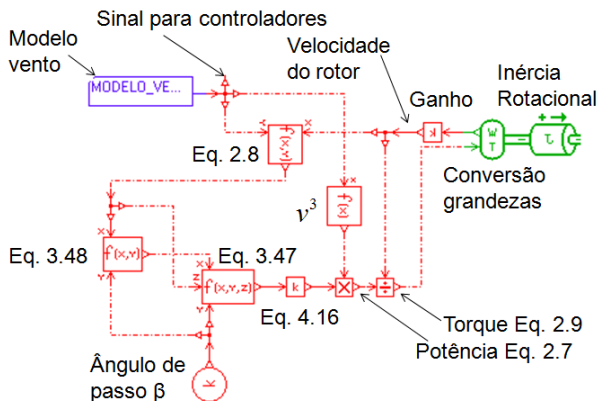 Sinal para controladores
Modelo
vento
MODELO_VE...
Velocidade
do rotor
Ganho
Inércia
Rotacional
K
W
T
τ
Y
X
f(x,Y)
Eq. 2.8
X
f(x)
v³
Conversão
grandezas
X
Eq. 3.48
f(X,Y)
Y
Eq. 3.47
X
Z
f(X,Y,Z)
Y
k
Eq. 4.16
Torque Eq. 2.9
Potência Eq. 2.7
Ângulo de
passo β
k